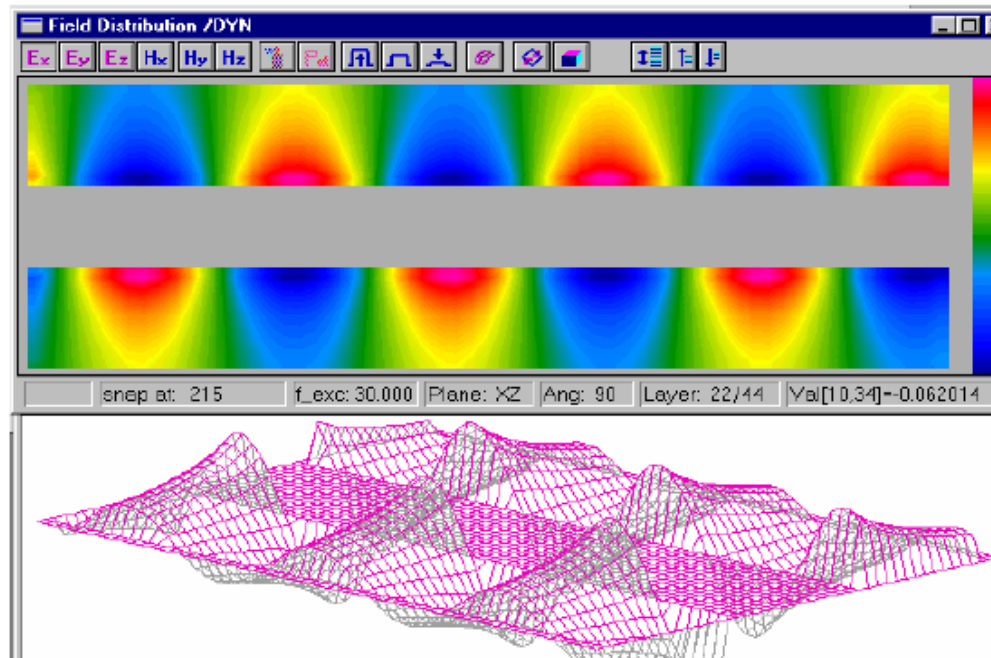 Field Distribution /DYN
Ex Ey Ez Hx Hy Hz
snap at: 215 f_exc: 30.000 Plane: XZ Ang: 90 Layer: 22/44 Val[10,34]=-0.062014